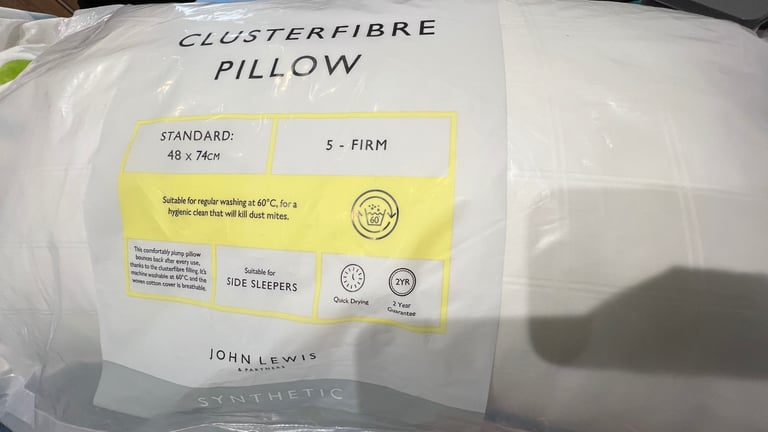 CLUSTERFIBRE
PILLOW
STANDARD:
48 x 74CM
5 - FIRM
Suitable for regular washing at 60°C, for a
hygienic clean that will kill dust mites.
60
This comfortably plump pillow
bounces back after every use,
thanks to the clusterfibre filling. It's
machine washable at 60°C and the
woven cotton cover is breathable.
Suitable for
SIDE SLEEPERS
Quick Drying
2YR
2 Year
Guarantee
JOHN LEWIS
& PARTNERS
SYNTHETIC